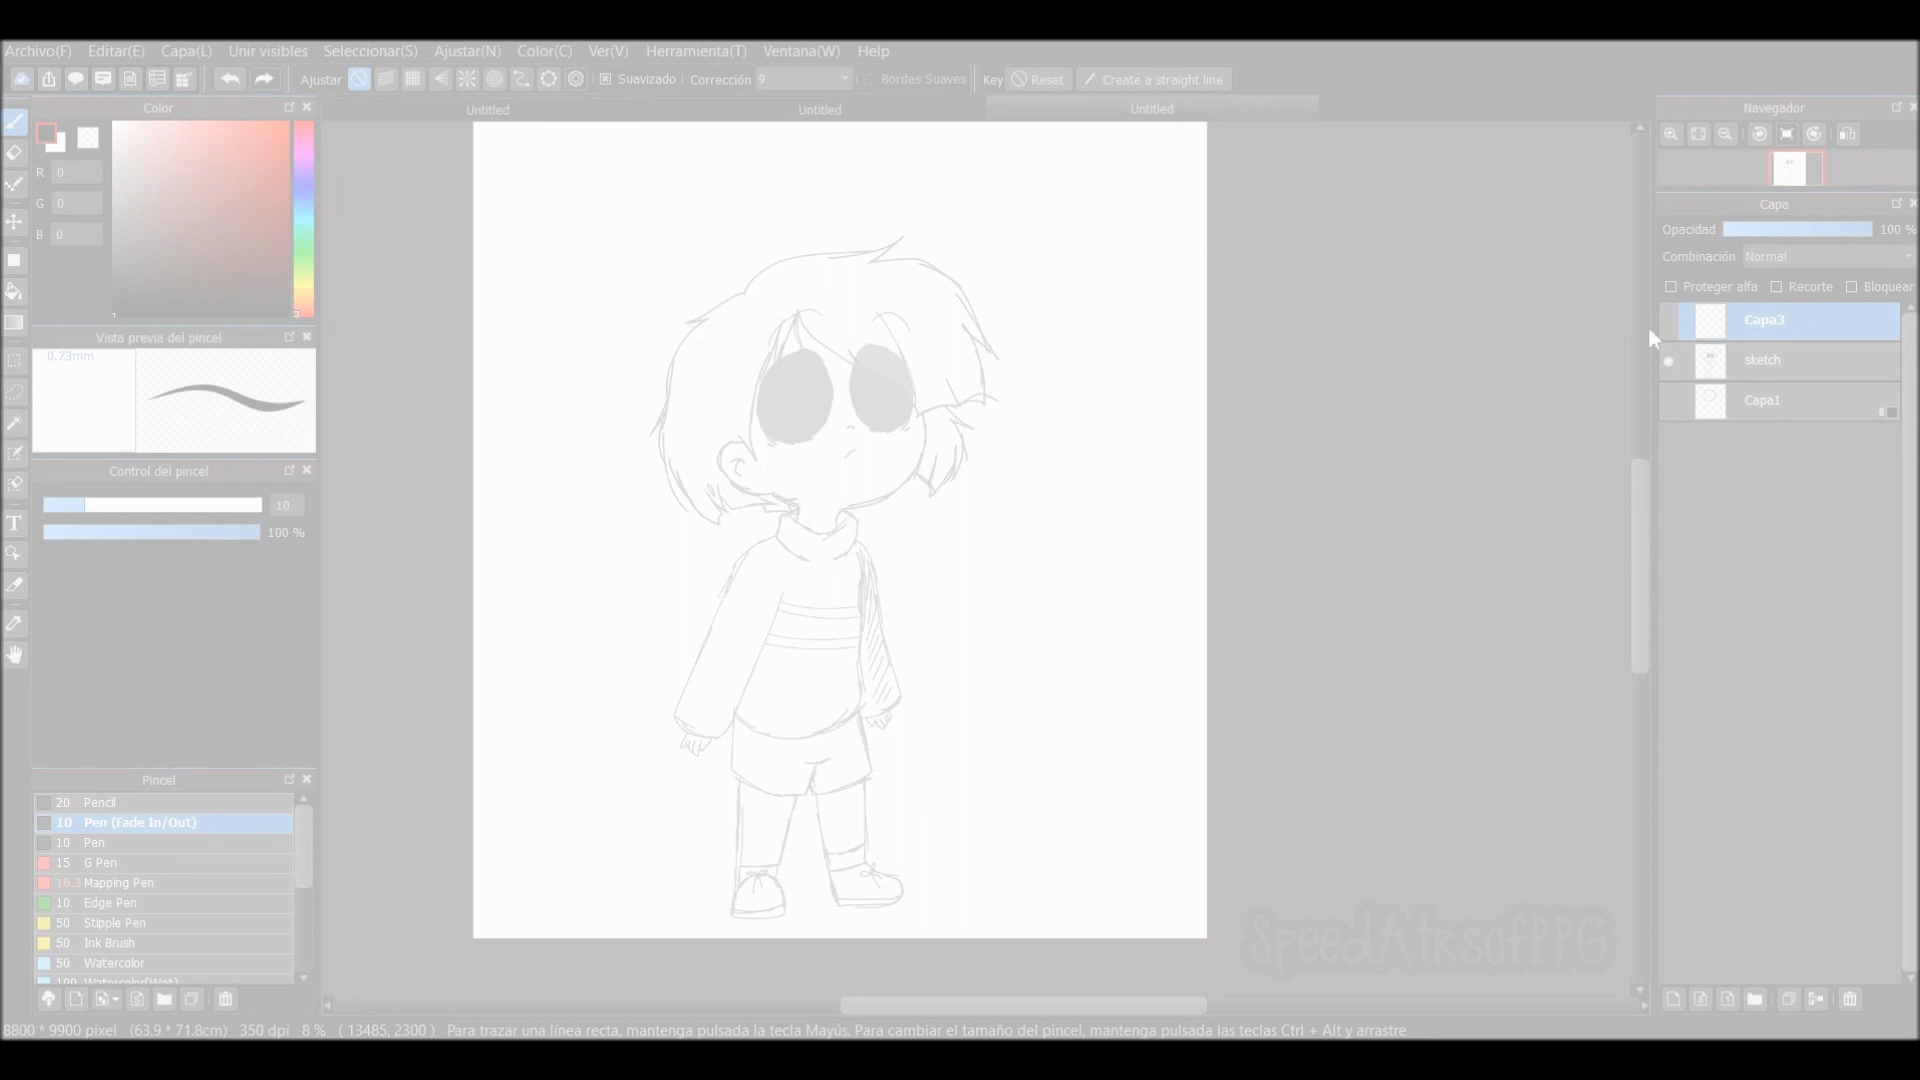 Archivo(F) Editar(E) Capa(L) Unir visibles Seleccionar(S) Ajustar(N) Color(C) Ver(V) Herramienta(T) Ventana(W) Help
Ajustar Suavizado Corrección 9 Bordes Suaves Key Reset Create a straight line
Color
R 0
G 0
B 0
Vista previa del pincel
0.73mm
Control del pincel
10
100 %
Pincel
20 Pencil
10 Pen (Fade In/Out)
10 Pen
15 G Pen
18.3 Mapping Pen
10 Edge Pen
50 Stipple Pen
50 Ink Brush
50 Watercolor
100 Watercolor(Wet)
Untitled Untitled Untitled
SpeedAtrsofPPG
Navegador
Capa
Opacidad 100 %
Combinación Normal
Proteger alfa Recorte Bloquear
Capa3
sketch
Capa1
8
8800 * 9900 pixel (63.9 * 71.8cm) 350 dpi 8 % ( 13485, 2300 ) Para trazar una línea recta, mantenga pulsada la tecla Mayús. Para cambiar el tamaño del pincel, mantenga pulsada las teclas Ctrl + Alt y arrastre